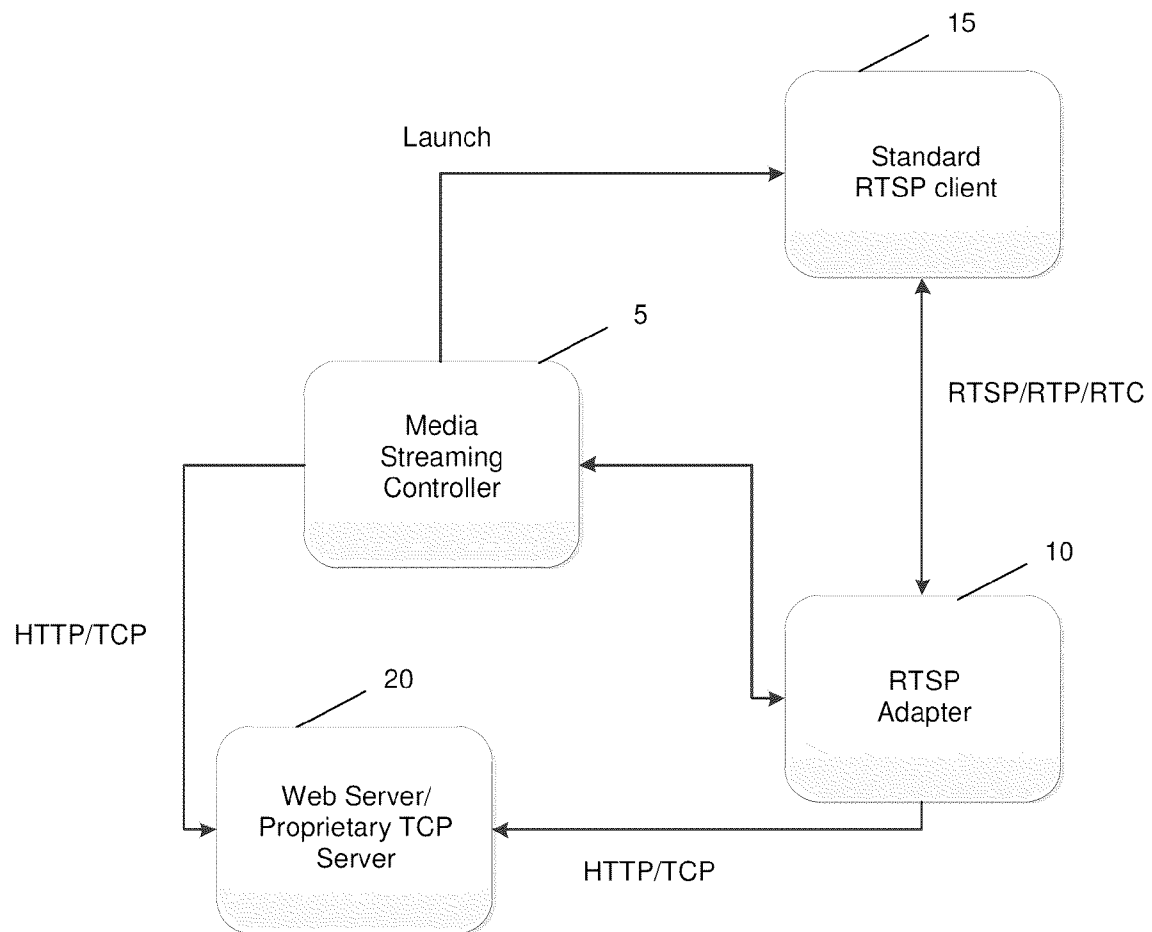 15
Launch
Standard
RTSP client
5
Media
Streaming
Controller
RTSP/RTP/RTC
10
HTTP/TCP
20
RTSP
Adapter
Web Server/
Proprietary TCP
Server
HTTP/TCP